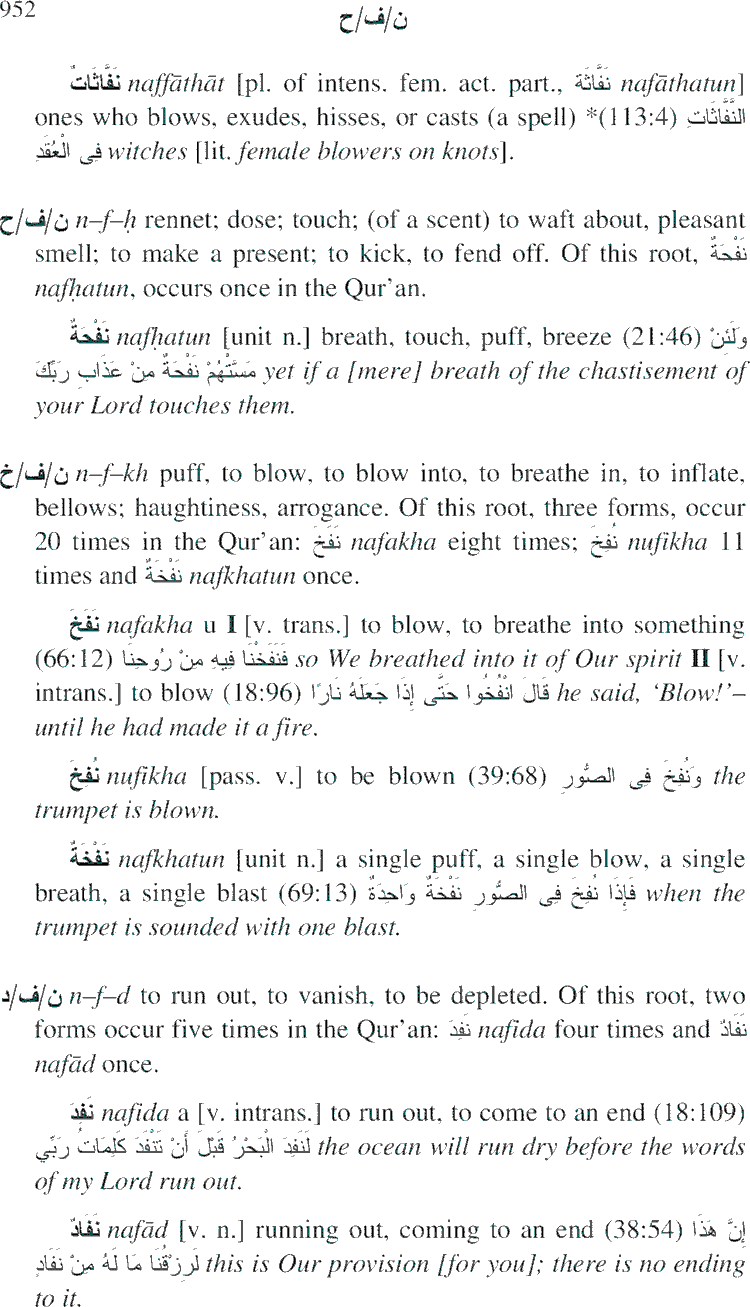 952
ن/ف/ح
نَفَّاثَاتٌ naffāthāt [pl. of intens. fem. act. part., نَفَّاثَة nafāthatun]
ones who blows, exudes, hisses, or casts (a spell) *(113:4) النَّفَّاثَاتِ
فِى الْعُقَدِ witches [lit. female blowers on knots].
ن/ف/ح n–f–ḥ rennet; dose; touch; (of a scent) to waft about, pleasant
smell; to make a present; to kick, to fend off. Of this root, نَفْحَةٌ
nafḥatun, occurs once in the Qur’an.
نَفْحَةٌ nafḥatun [unit n.] breath, touch, puff, breeze (21:46) وَلَئِنْ
مَسَّتْهُمْ نَفْحَةٌ مِنْ عَذَابِ رَبِّكَ yet if a [mere] breath of the chastisement of
your Lord touches them.
ن/ف/خ n–f–kh puff, to blow, to blow into, to breathe in, to inflate,
bellows; haughtiness, arrogance. Of this root, three forms, occur
20 times in the Qur’an: نَفَخَ nafakha eight times; نُفِخَ nufikha 11
times and نَفْخَةٌ nafkhatun once.
نَفَخَ nafakha u I [v. trans.] to blow, to breathe into something
(66:12) فَنَفَخْنَا فِيهِ مِنْ رُوحِنَا so We breathed into it of Our spirit II [v.
intrans.] to blow (18:96) قَالَ انْفُخُوا حَتَّى إِذَا جَعَلَهُ نَارًا he said, ‘Blow!’–
until he had made it a fire.
نُفِخَ nufikha [pass. v.] to be blown (39:68) وَنُفِخَ فِى الصُّورِ the
trumpet is blown.
نَفْخَةٌ nafkhatun [unit n.] a single puff, a single blow, a single
breath, a single blast (69:13) فَإِذَا نُفِخَ فِى الصُّورِ نَفْخَةٌ وَاحِدَةٌ when the
trumpet is sounded with one blast.
ن/ف/د n–f–d to run out, to vanish, to be depleted. Of this root, two
forms occur five times in the Qur’an: نَفِدَ nafida four times and نَفَادٌ
nafād once.
نَفِدَ nafida a [v. intrans.] to run out, to come to an end (18:109)
لَنَفِدَ الْبَحْرُ قَبْلَ أَنْ تَنْفَدَ كَلِمَاتُ رَبِّي the ocean will run dry before the words
of my Lord run out.
نَفَادٌ nafād [v. n.] running out, coming to an end (38:54) إِنَّ هَذَا
لَرِزْقُنَا مَا لَهُ مِنْ نَفَادٍ this is Our provision [for you]; there is no ending
to it.